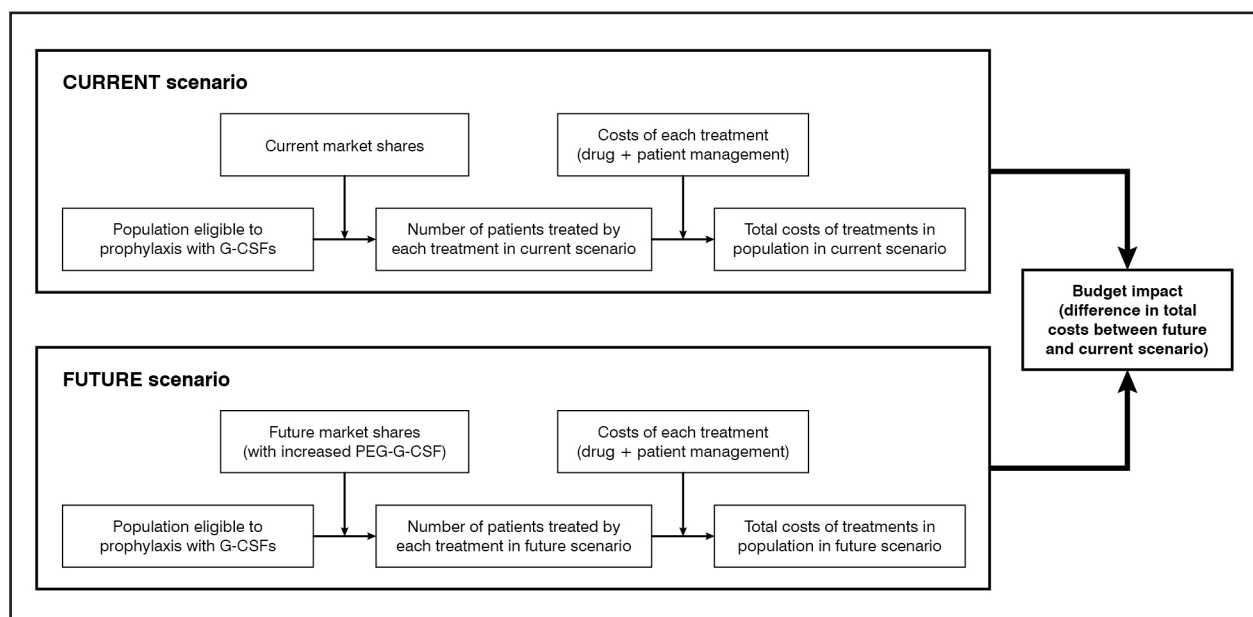 CURRENT scenario
Current market shares
Costs of each treatment
(drug + patient management)
Population eligible to
prophylaxis with G-CSFs
Number of patients treated by
each treatment in current scenario
Total costs of treatments in
population in current scenario
Budget impact
(difference in total
costs between future
and current scenario)
FUTURE scenario
Future market shares
(with increased PEG-G-CSF)
Costs of each treatment
(drug + patient management)
Population eligible to
prophylaxis with G-CSFs
Number of patients treated by
each treatment in future scenario
Total costs of treatments in
population in future scenario